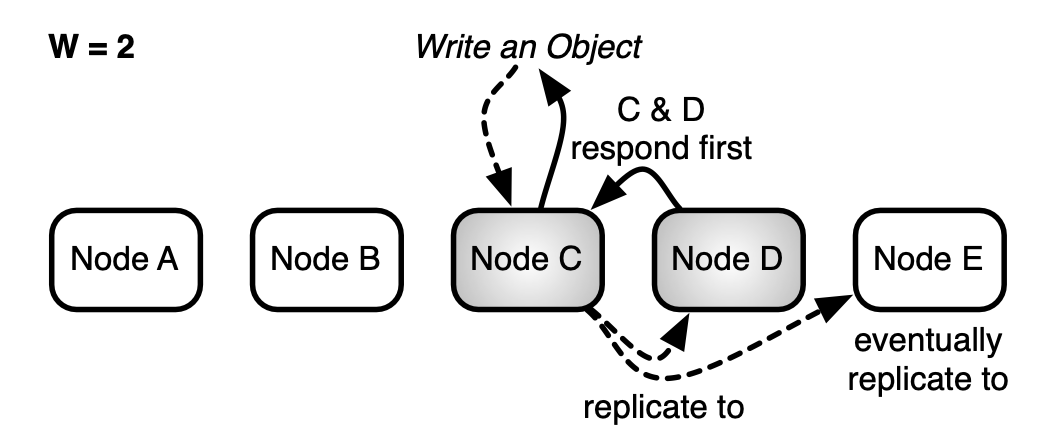 W = 2
Write an Object
C & D
respond first
Node A
Node B
Node C
Node D
Node E
eventually
replicate to
replicate to